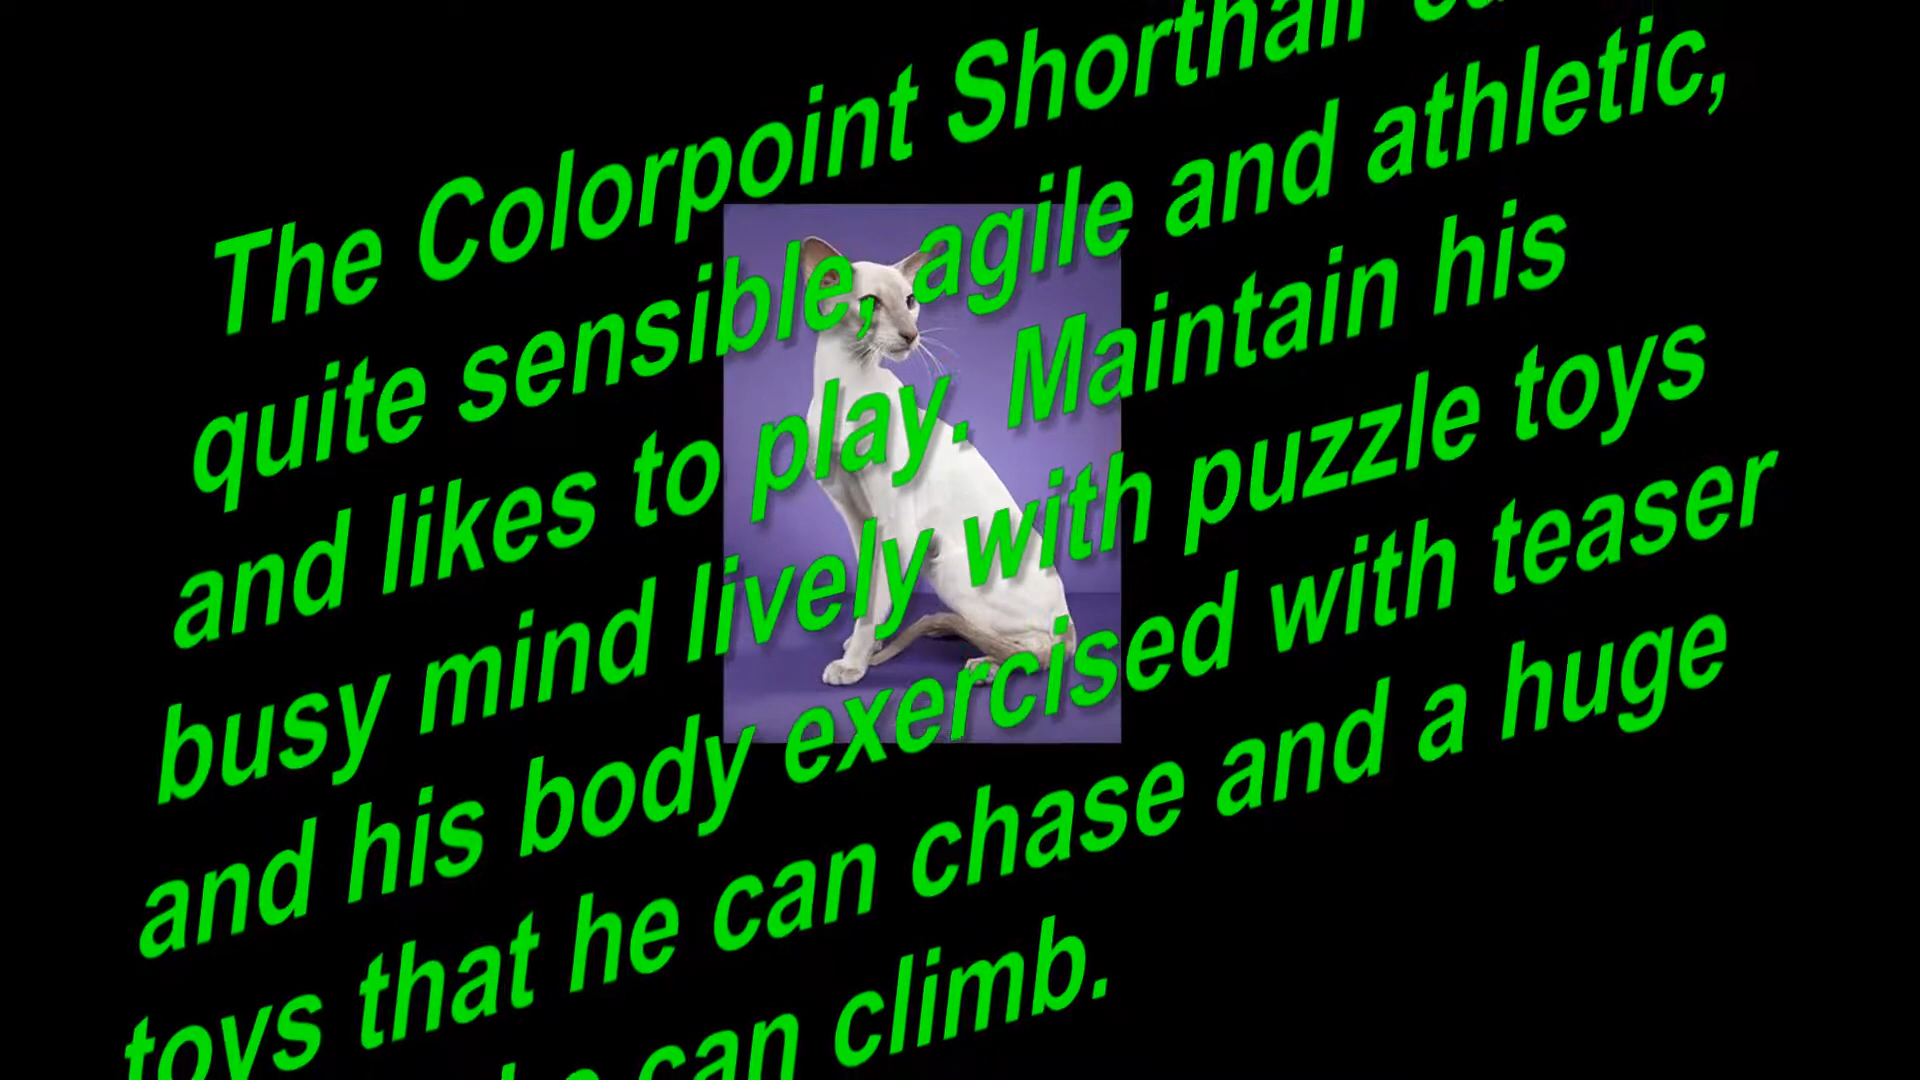 The Colorpoint Shorthair
quite sensible, agile and athletic,
and likes to play. Maintain his
busy mind lively with puzzle toys
and his body exercised with teaser
toys that he can chase and a huge
can climb.